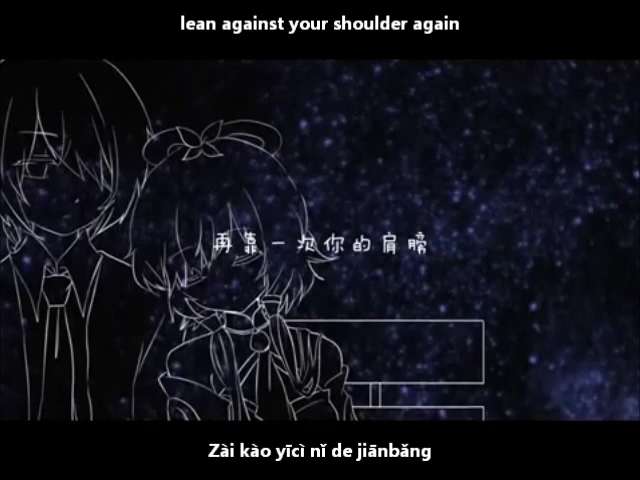 lean against your shoulder again
再靠一次你的肩膀
Zài kào yīcì nǐ de jiānbǎng